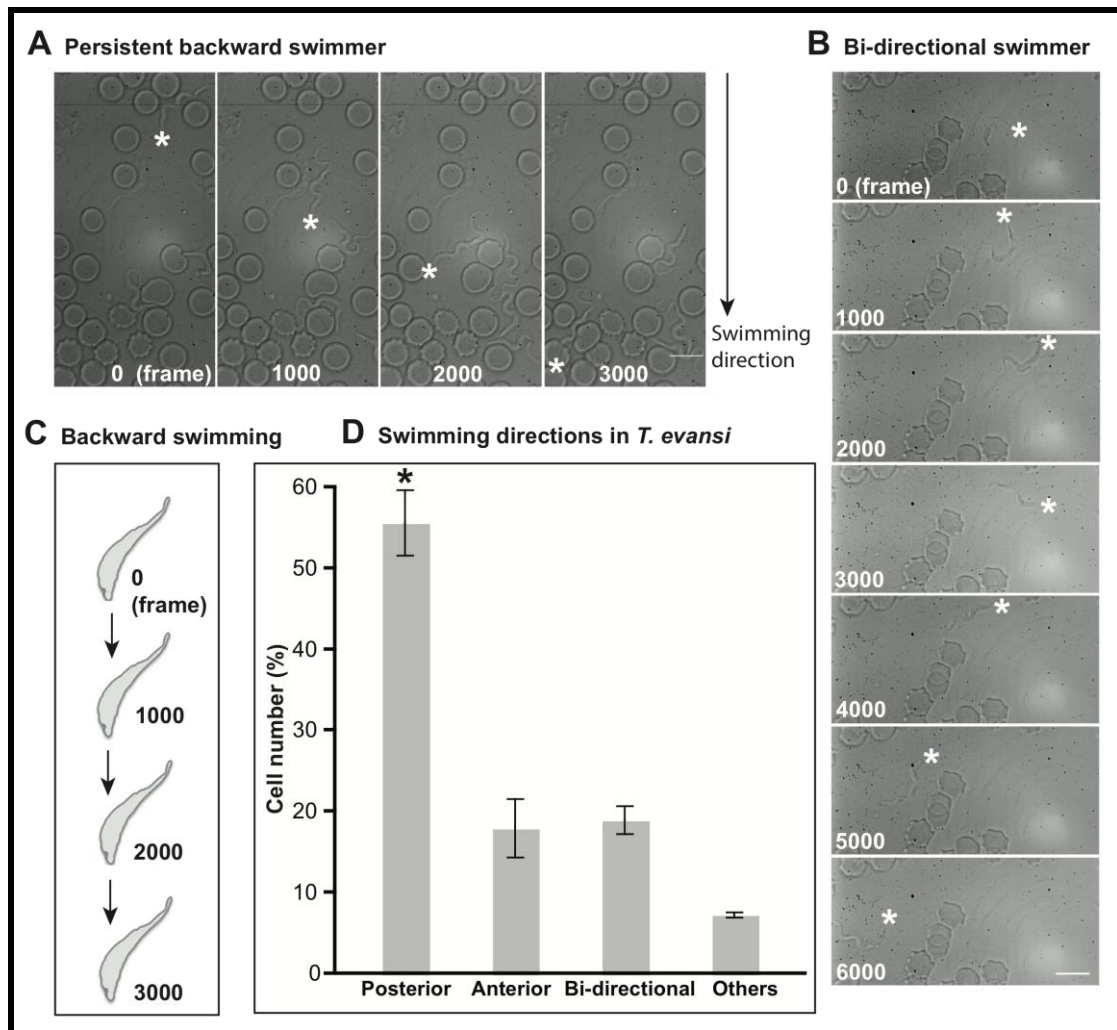 A Persistent backward swimmer
* * * *
0 (frame) 1000 2000 3000
Swimming
direction
B Bi-directional swimmer
*
0 (frame)
*
1000
*
2000
*
3000
*
4000
*
5000
*
6000
C Backward swimming
0
(frame)
1000
2000
3000
D Swimming directions in T. evansi
*
60
50
40
30
20
10
0
Cell number (%)
Posterior Anterior Bi-directional Others